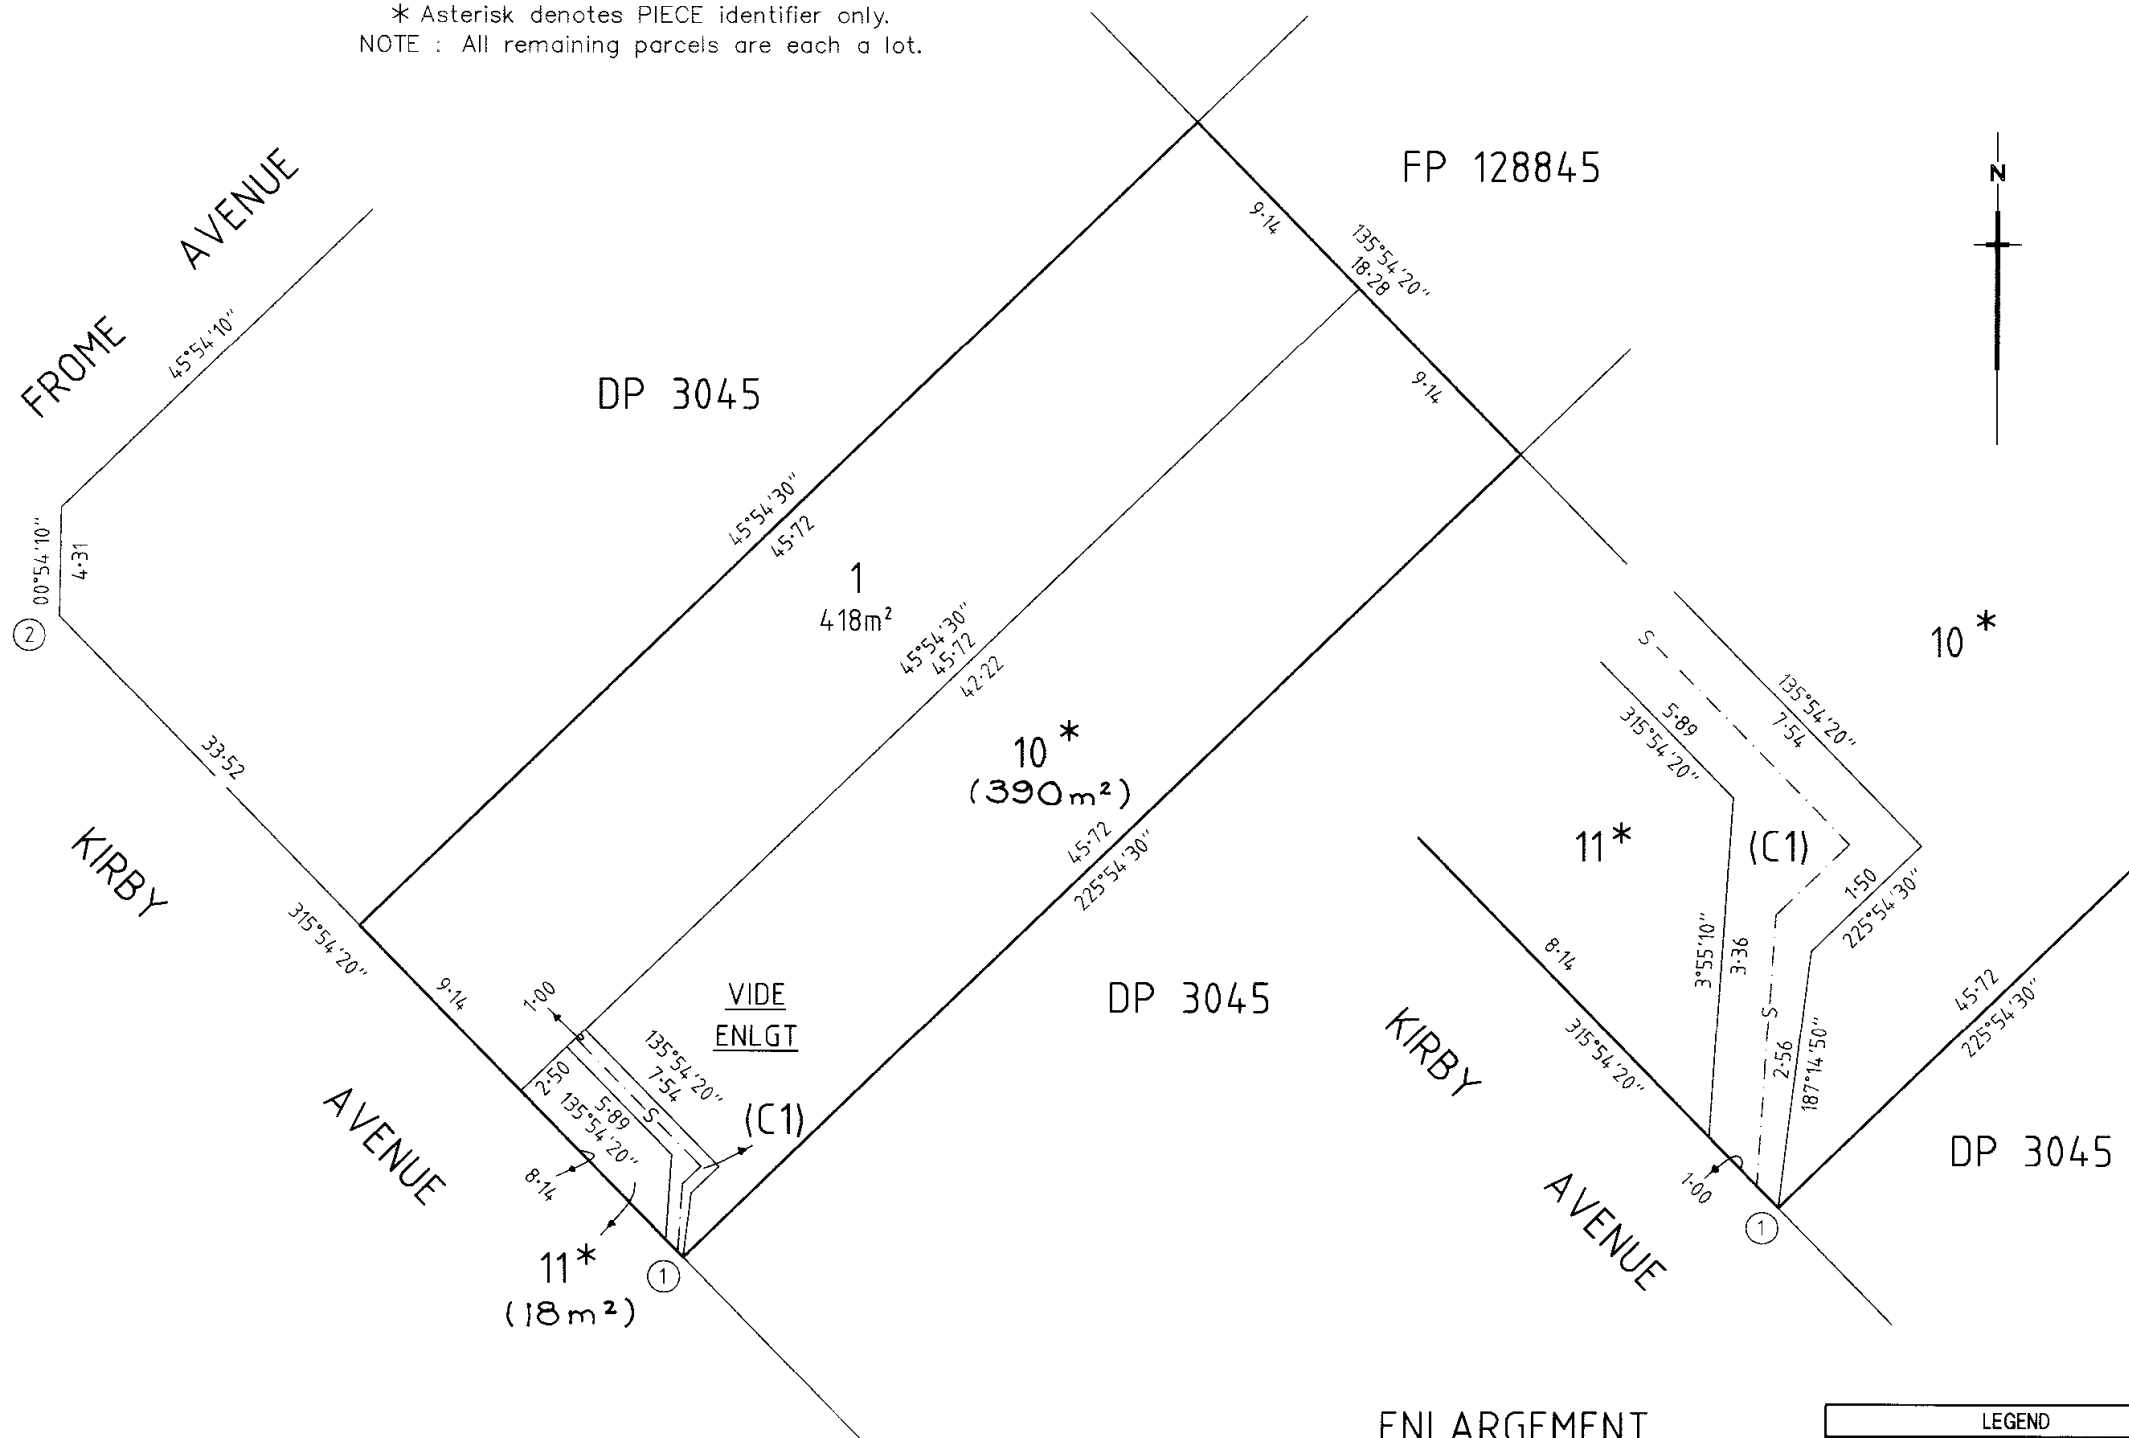 * Asterisk denotes PIECE identifier only.
NOTE : All remaining parcels are each a lot.
FROME AVENUE
45°54'10"
00°54'10"
4·31
2
33·52
KIRBY AVENUE
315°54'20"
DP 3045
FP 128845
N
9·14
135°54'20"
18·28
9·14
45°54'30"
45·72
1
418m²
45°54'30"
45·72
42·22
10*
(390m²)
45·72
225°54'30"
DP 3045
9·14
1·00
2·50
VIDE
ENLGT
135°54'20"
7·54
S
5·89
135°54'20"
(C1)
8·14
11*
(18m²)
1
10*
S
135°54'20"
7·54
5·89
315°54'20"
11*
(C1)
1·50
225°54'30"
3°55'10"
3·36
S
2·56
187°14'50"
8·14
315°54'20"
45·72
225°54'30"
KIRBY AVENUE
1·00
1
DP 3045
ENLARGEMENT
LEGEND